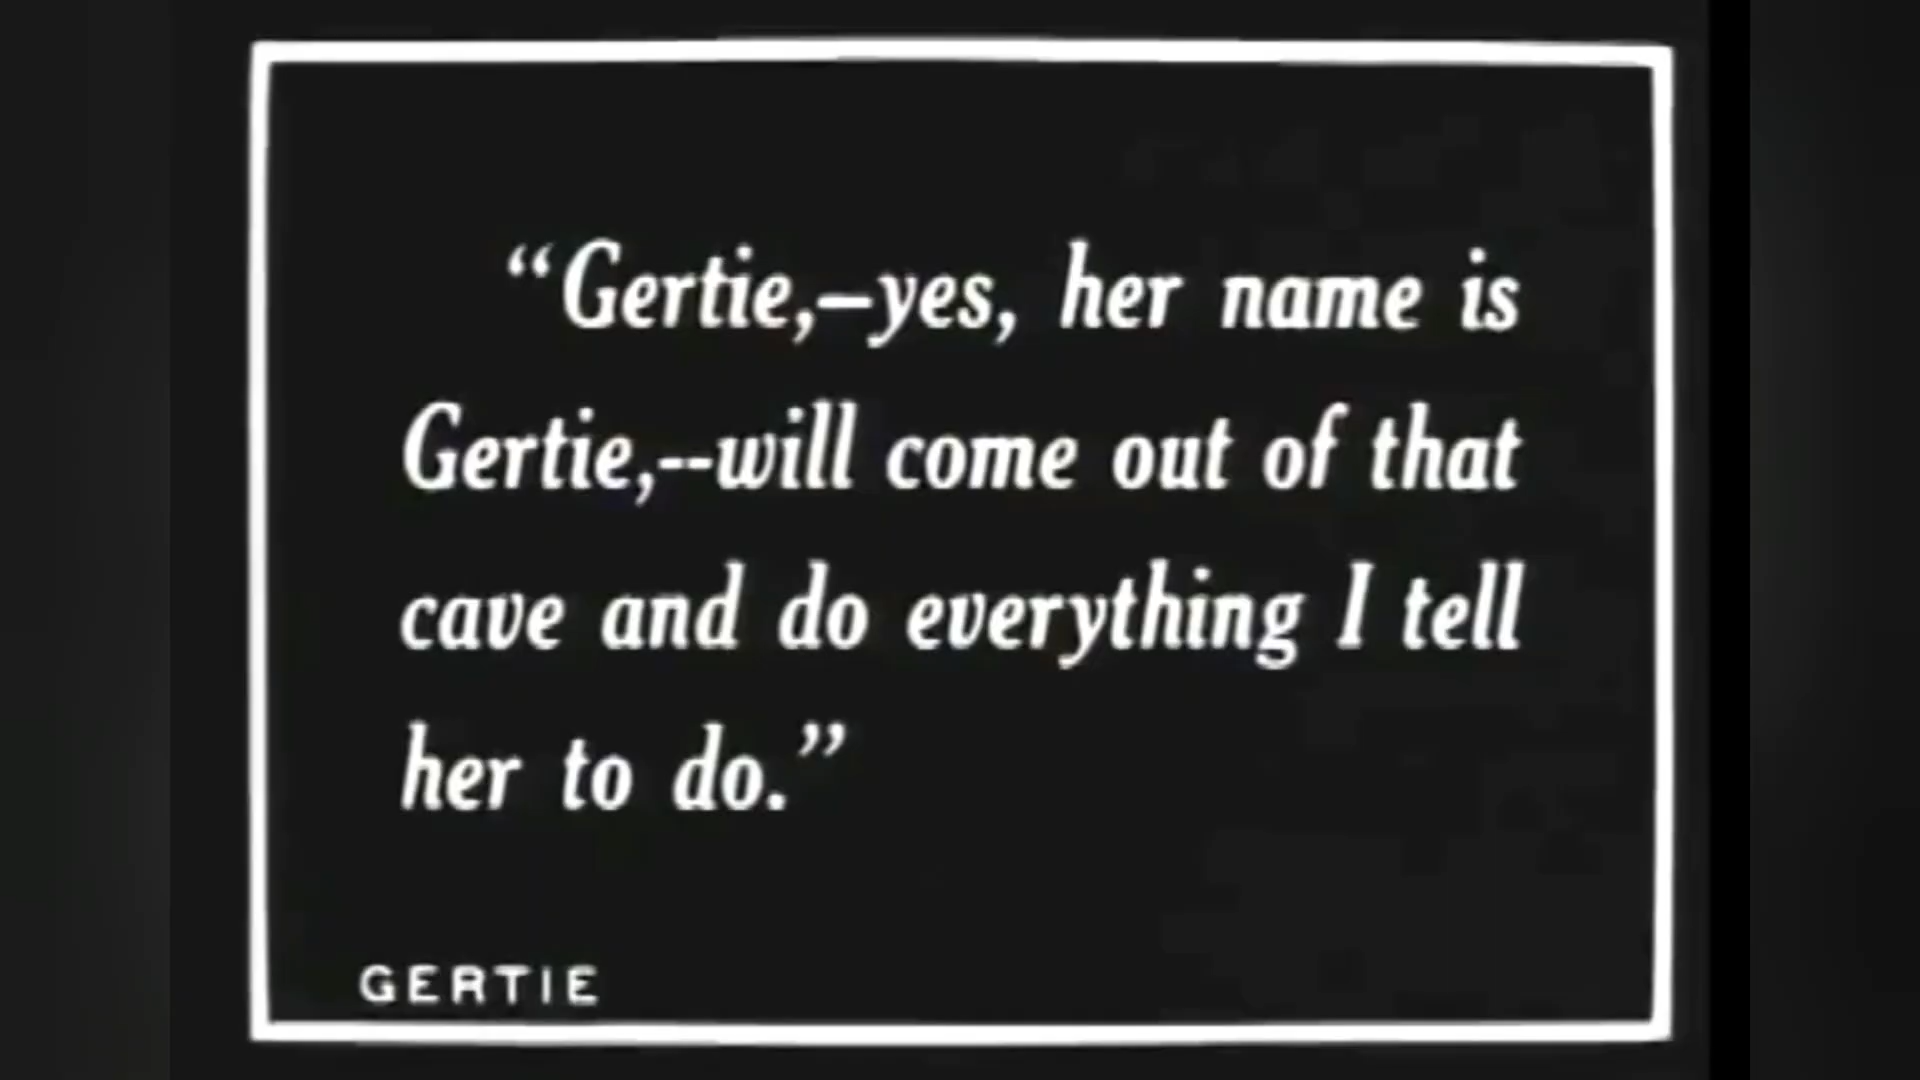 “Gertie,—yes, her name is
Gertie,--will come out of that
cave and do everything I tell
her to do.”
GERTIE